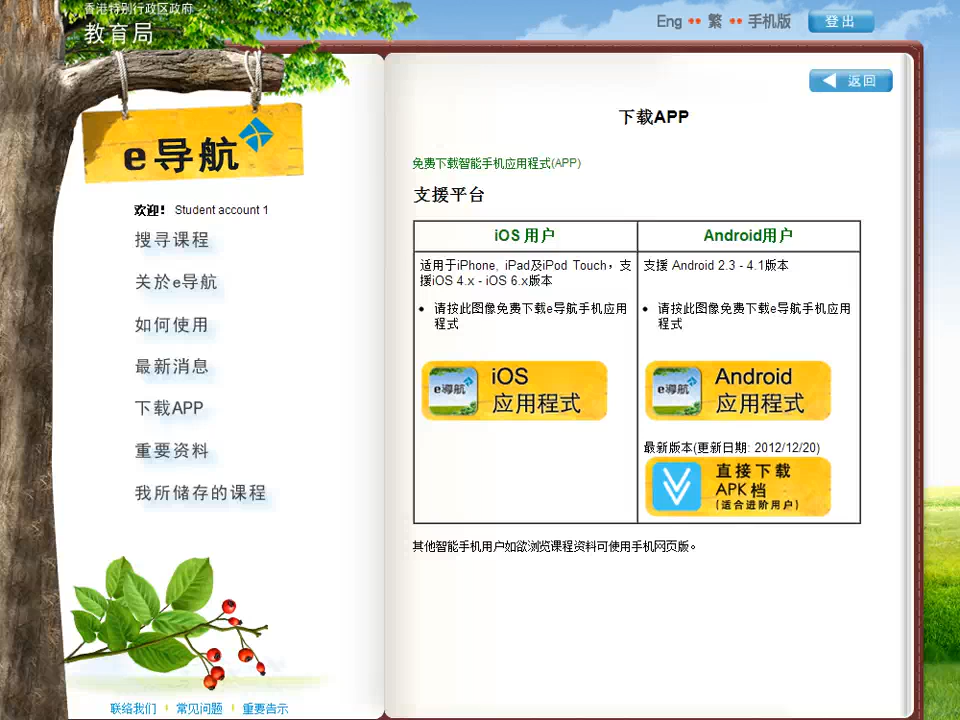 香港特别行政区政府
教育局
Eng 繁 手机版 登出
返回
e导航
欢迎! Student account 1
搜寻课程
关於e导航
如何使用
最新消息
下载APP
重要资料
我所储存的课程
联络我们 常见问题 重要告示
下载APP
免费下载智能手机应用程式(APP)
支援平台
iOS 用户
适用于iPhone, iPad及iPod Touch，支
援iOS 4.x - iOS 6.x版本
请按此图像免费下载e导航手机应用
程式
e導航
iOS
应用程式
Android用户
支援 Android 2.3 - 4.1版本
请按此图像免费下载e导航手机应用
程式
e導航
Android
应用程式
最新版本(更新日期: 2012/12/20)
直接下载
APK 档
(适合进阶用户)
其他智能手机用户如欲浏览课程资料可使用手机网页版。